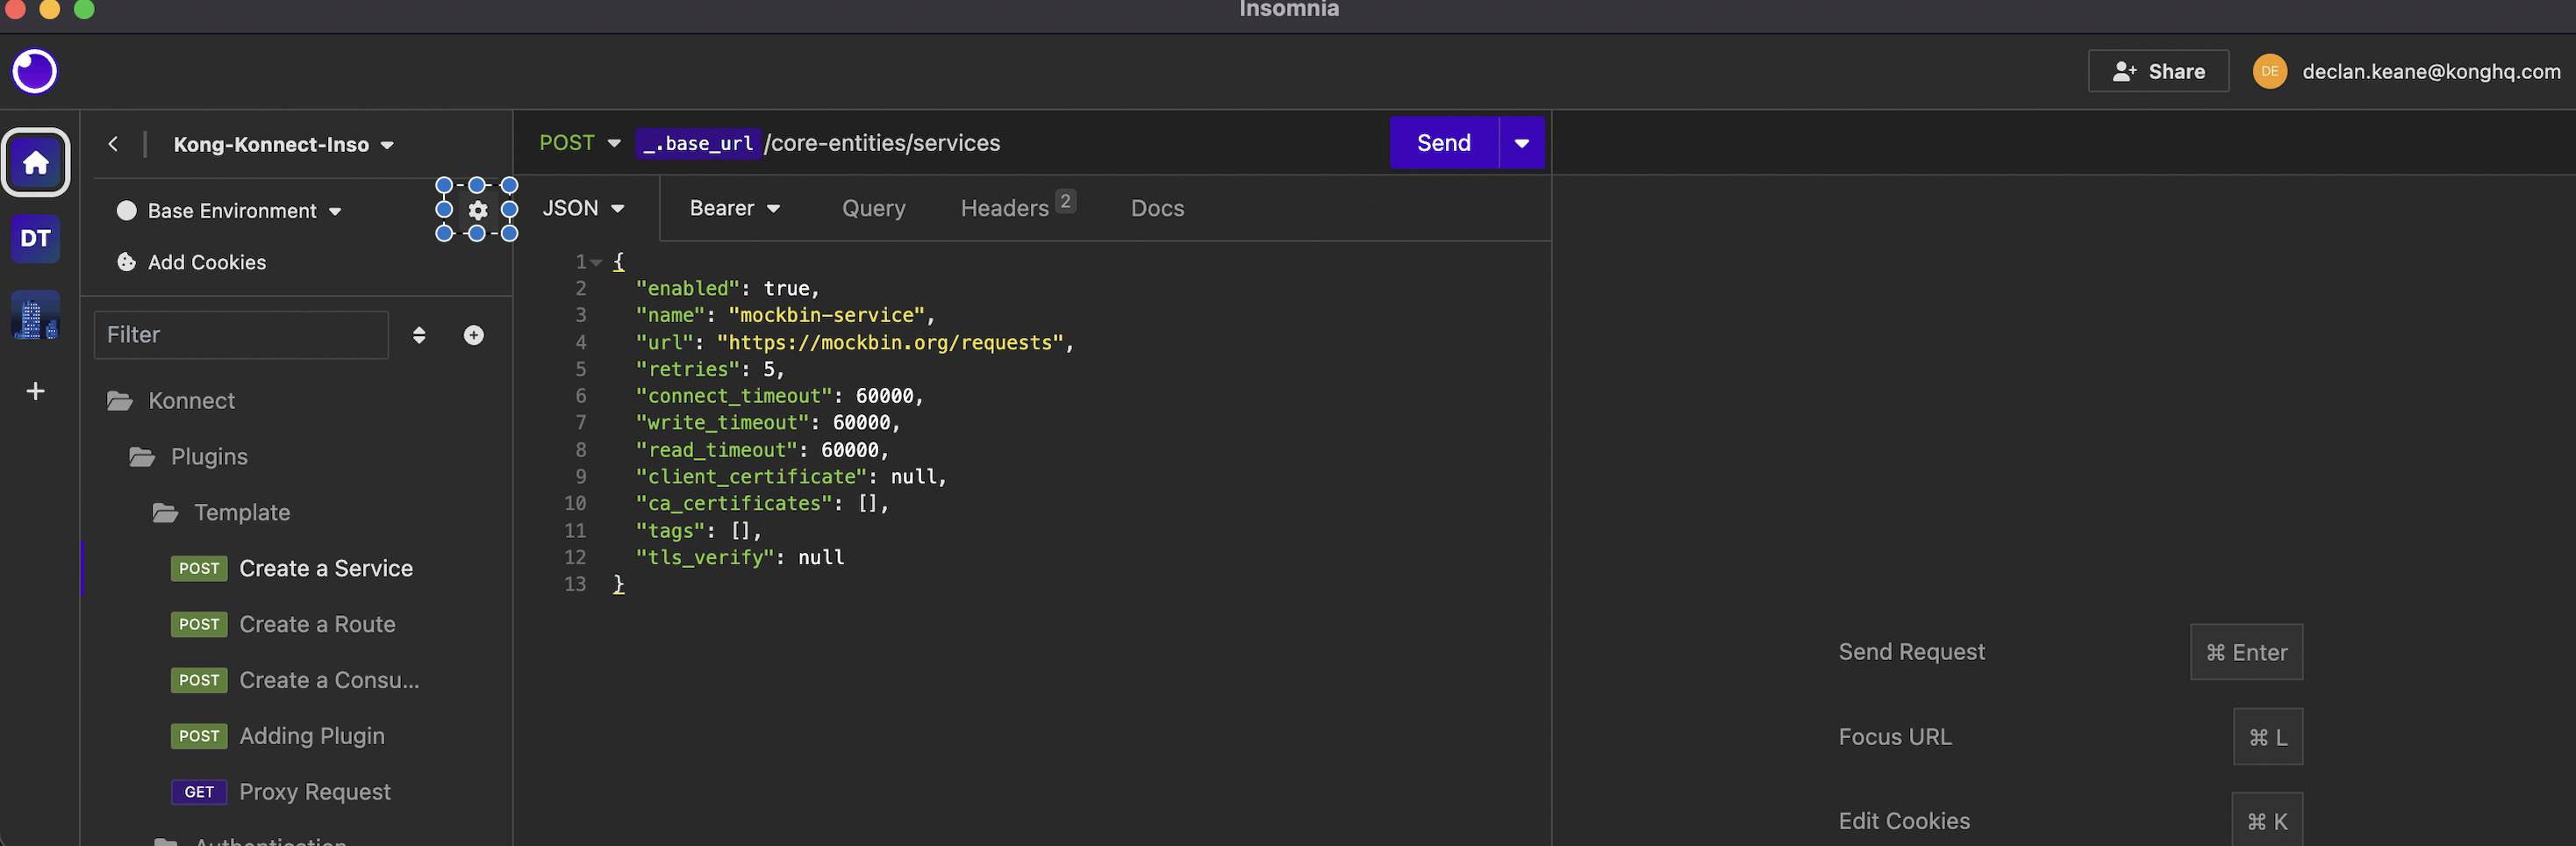 Insomnia
Share
DE
declan.keane@konghq.com
Kong-Konnect-Inso
POST
_.base_url
/core-entities/services
Send
Base Environment
JSON
Bearer
Query
Headers 2
Docs
DT
Add Cookies
Filter
Konnect
Plugins
Template
POST Create a Service
POST Create a Route
POST Create a Consu...
POST Adding Plugin
GET Proxy Request
Authentication
1 {
2 "enabled": true,
3 "name": "mockbin-service",
4 "url": "https://mockbin.org/requests",
5 "retries": 5,
6 "connect_timeout": 60000,
7 "write_timeout": 60000,
8 "read_timeout": 60000,
9 "client_certificate": null,
10 "ca_certificates": [],
11 "tags": [],
12 "tls_verify": null
13 }
Send Request ⌘ Enter
Focus URL ⌘ L
Edit Cookies ⌘ K